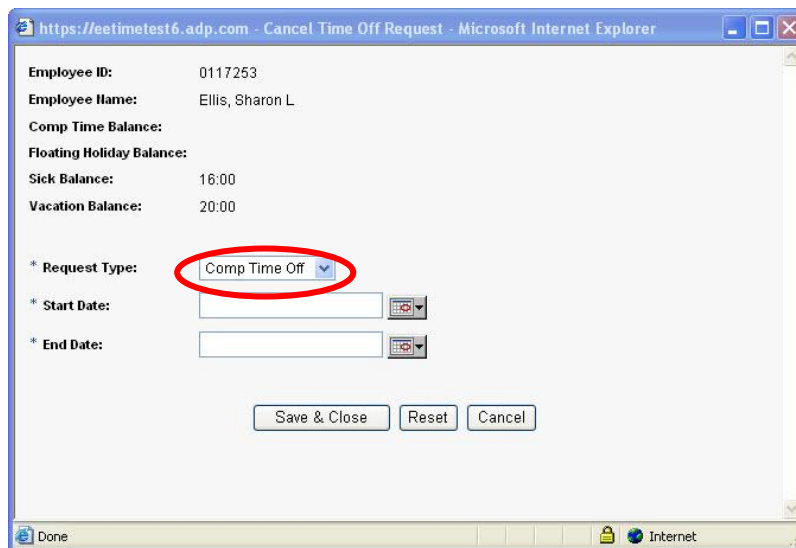 https://eetimetest6.adp.com - Cancel Time Off Request - Microsoft Internet Explorer
Employee ID: 0117253
Employee Name: Ellis, Sharon L
Comp Time Balance:
Floating Holiday Balance:
Sick Balance: 16:00
Vacation Balance: 20:00
* Request Type: Comp Time Off
* Start Date:
* End Date:
Save & Close Reset Cancel
Done Internet